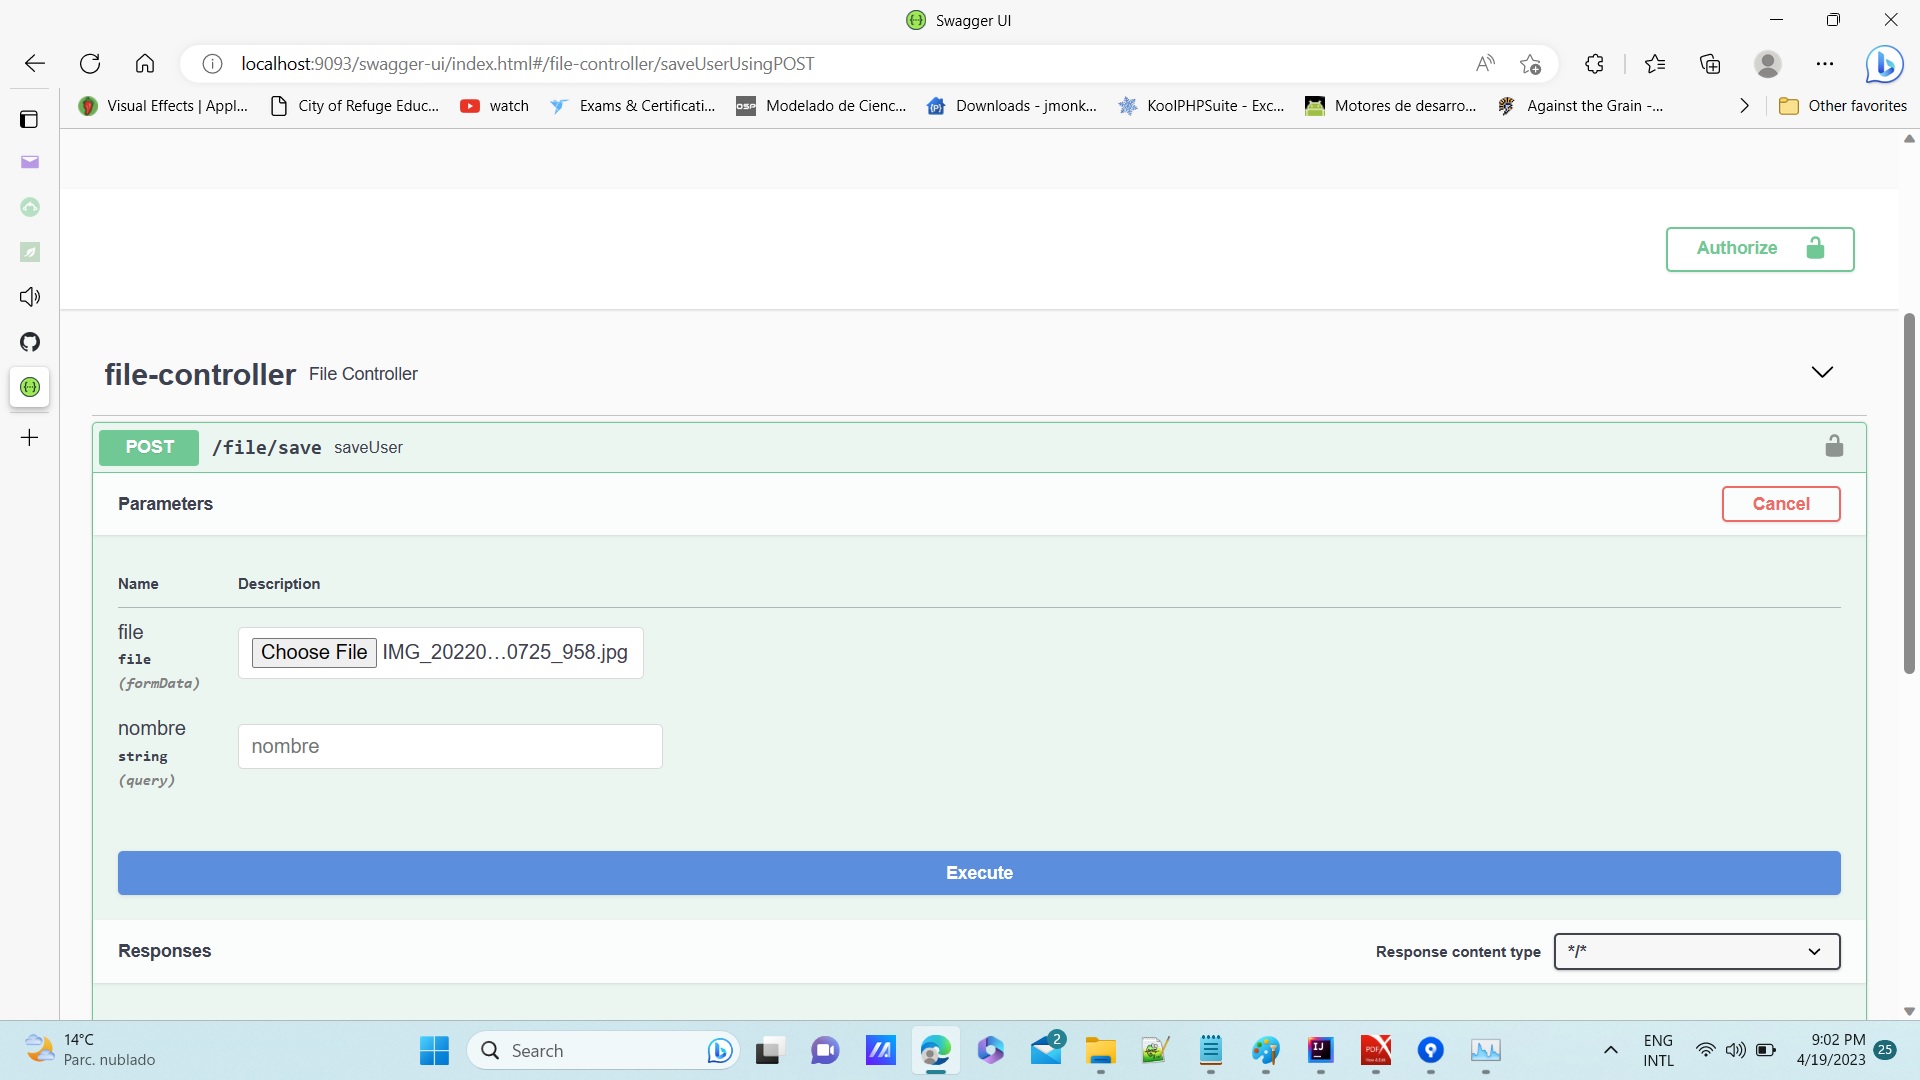 Swagger UI
localhost:9093/swagger-ui/index.html#/file-controller/saveUserUsingPOST
Visual Effects | Appl... City of Refuge Educ... watch Exams & Certificati... OSP Modelado de Cienc... Downloads - jmonk... KoolPHPSuite - Exc... Motores de desarro... Against the Grain -... Other favorites
Authorize
file-controller File Controller
POST /file/save saveUser
Parameters Cancel
Name Description
file
file
(formData)
Choose File IMG_20220...0725_958.jpg
nombre
string
(query)
nombre
Execute
Responses Response content type */*
14°C
Parc. nublado
Search
2
IJ
PDF
ENG
INTL
9:02 PM
4/19/2023
25